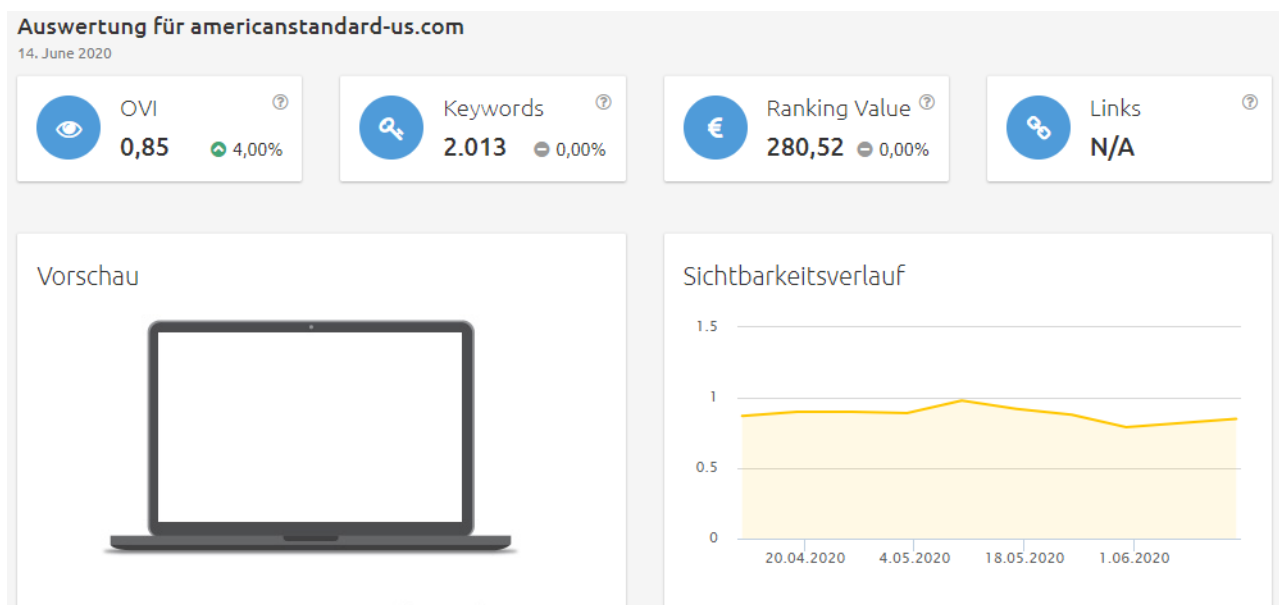 Auswertung für americanstandard-us.com
14. June 2020
OVI ?
0,85 4,00%
Keywords ?
2.013 0,00%
Ranking Value ?
€
280,52 0,00%
Links ?
N/A
Vorschau
Sichtbarkeitsverlauf
1.5
1
0.5
0
20.04.2020 4.05.2020 18.05.2020 1.06.2020